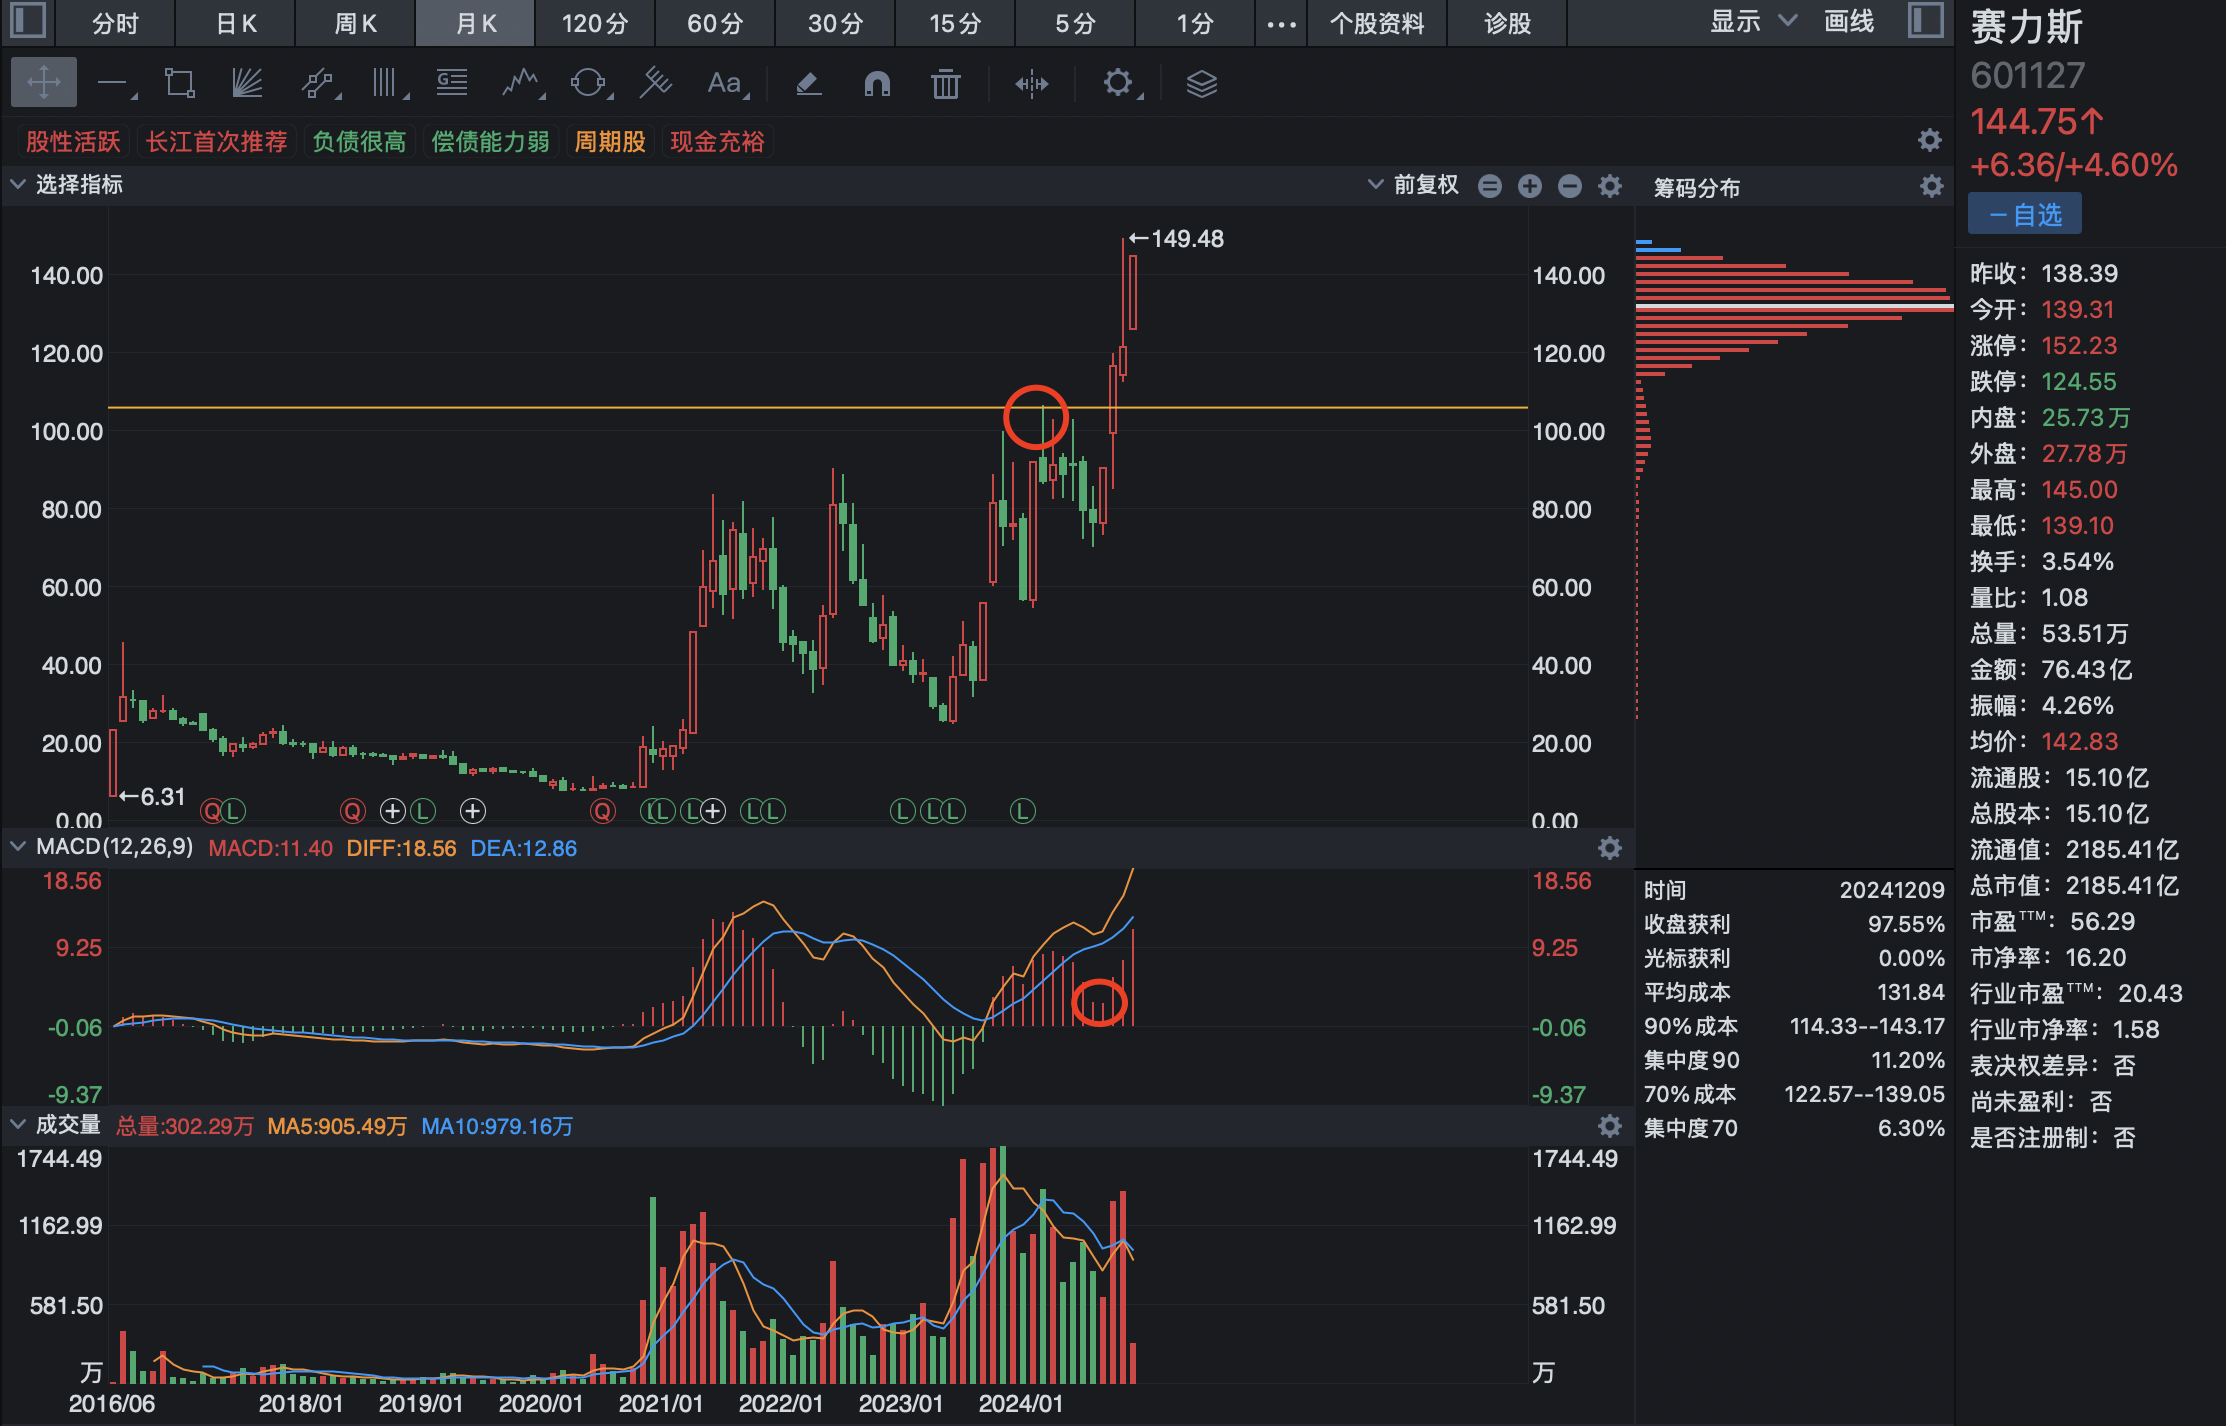 分时 日K 周K 月K 120分 60分 30分 15分 5分 1分 ... 个股资料 诊股 显示 画线
G Aa
股性活跃 长江首次推荐 负债很高 偿债能力弱 周期股 现金充裕
选择指标 前复权 筹码分布
←149.48
140.00 140.00
120.00 120.00
100.00 100.00
80.00 80.00
60.00 60.00
40.00 40.00
20.00 20.00
←6.31
Q L Q + L + Q L L + L L L L L L
0.00 0.00
MACD(12,26,9) MACD:11.40 DIFF:18.56 DEA:12.86
18.56 18.56
9.25 9.25
-0.06 -0.06
-9.37 -9.37
成交量 总量:302.29万 MA5:905.49万 MA10:979.16万
1744.49 1744.49
1162.99 1162.99
581.50 581.50
万 万
2016/06 2018/01 2019/01 2020/01 2021/01 2022/01 2023/01 2024/01
时间 20241209
收盘获利 97.55%
光标获利 0.00%
平均成本 131.84
90%成本 114.33--143.17
集中度90 11.20%
70%成本 122.57--139.05
集中度70 6.30%
赛力斯
601127
144.75↑
+6.36/+4.60%
－自选
昨收：138.39
今开：139.31
涨停：152.23
跌停：124.55
内盘：25.73万
外盘：27.78万
最高：145.00
最低：139.10
换手：3.54%
量比：1.08
总量：53.51万
金额：76.43亿
振幅：4.26%
均价：142.83
流通股：15.10亿
总股本：15.10亿
流通值：2185.41亿
总市值：2185.41亿
市盈TTM：56.29
市净率：16.20
行业市盈TTM：20.43
行业市净率：1.58
表决权差异：否
尚未盈利：否
是否注册制：否